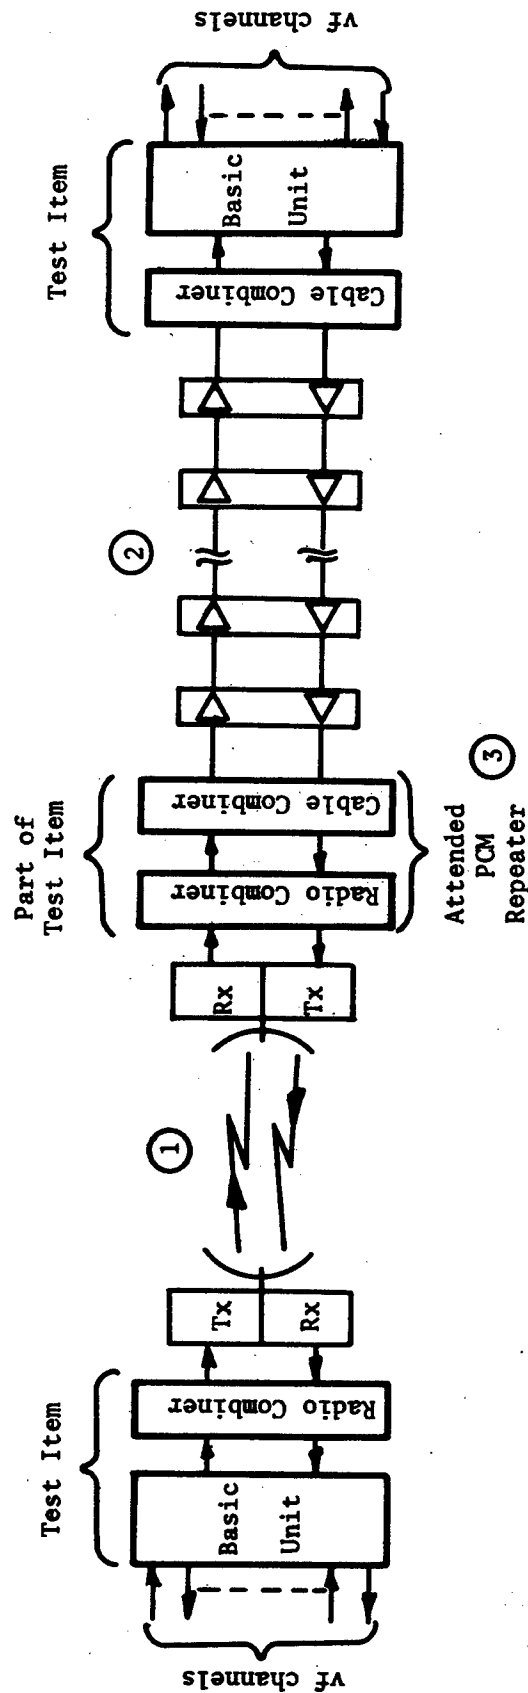 vf channels
Test Item
Basic
Unit
Radio Combiner
Tx
Rx
1
Rx
Tx
Part of
Test Item
Radio Combiner
Cable Combiner
Attended
PCM
Repeater
3
2
Test Item
Cable Combiner
Basic
Unit
vf channels